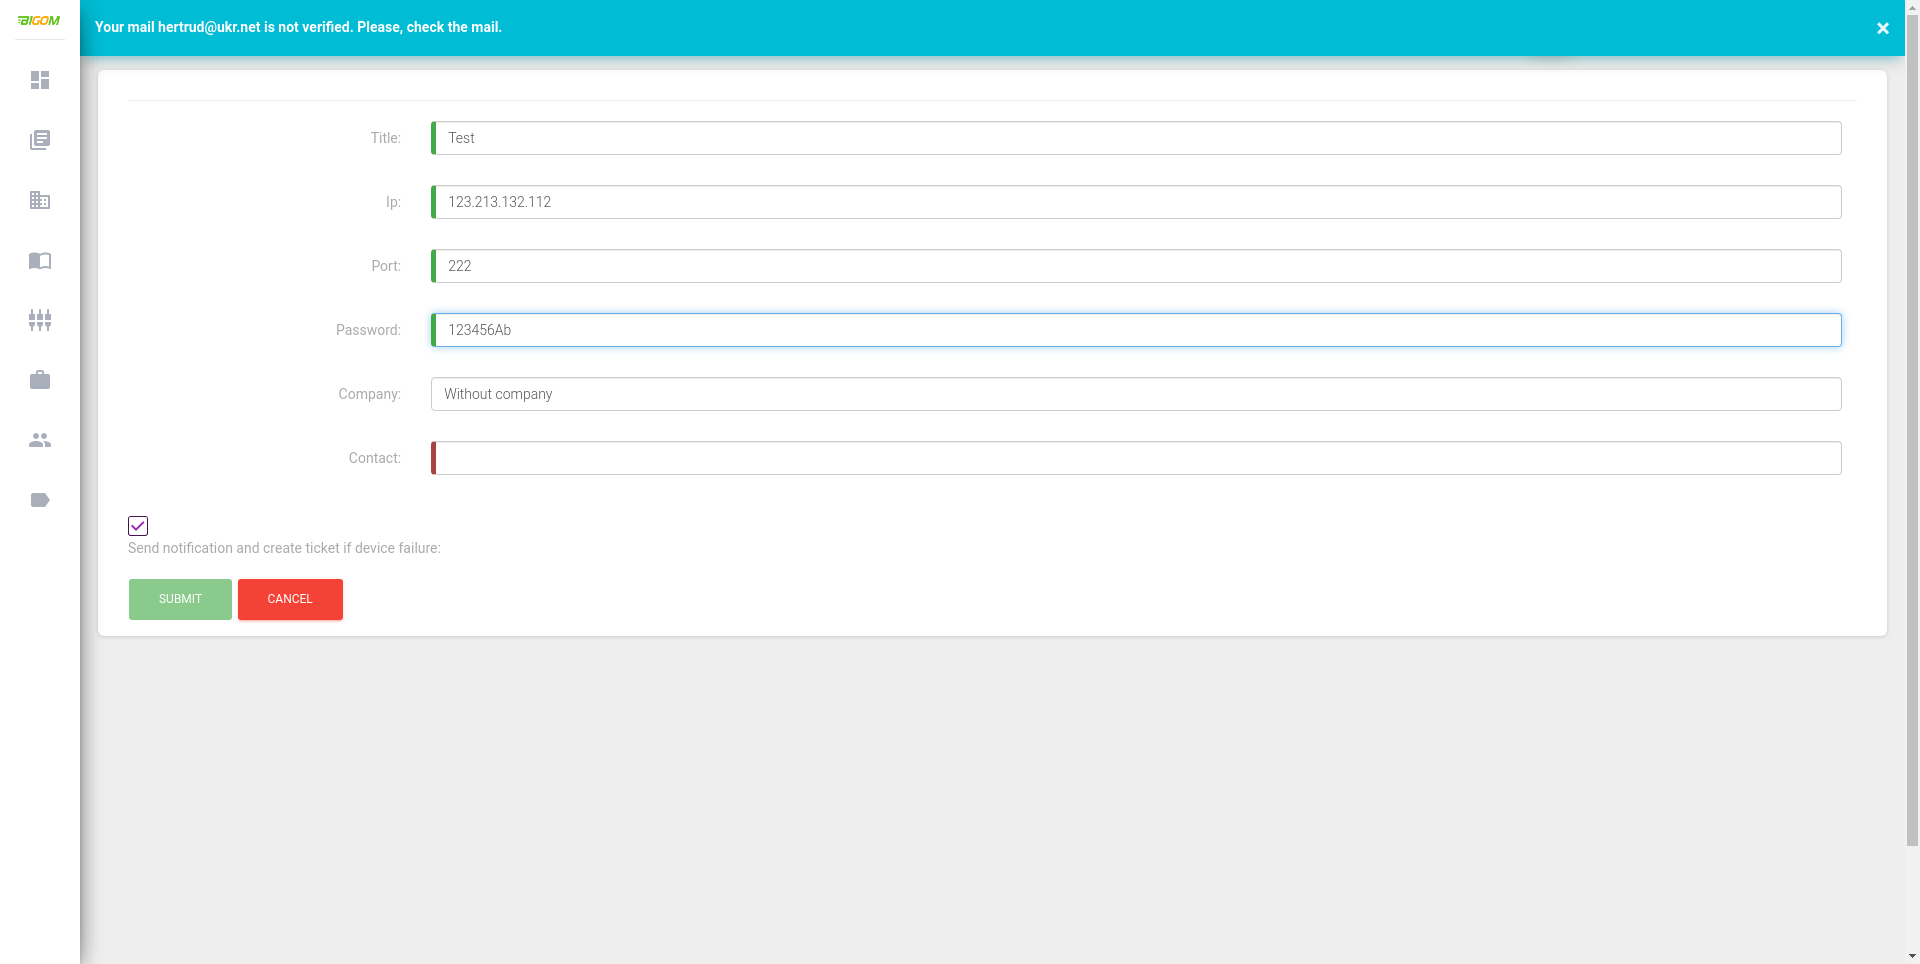 BIGOM
Your mail hertrud@ukr.net is not verified. Please, check the mail.
Title:
Test
Ip:
123.213.132.112
Port:
222
Password:
123456Ab
Company:
Without company
Contact:
Send notification and create ticket if device failure:
SUBMIT
CANCEL